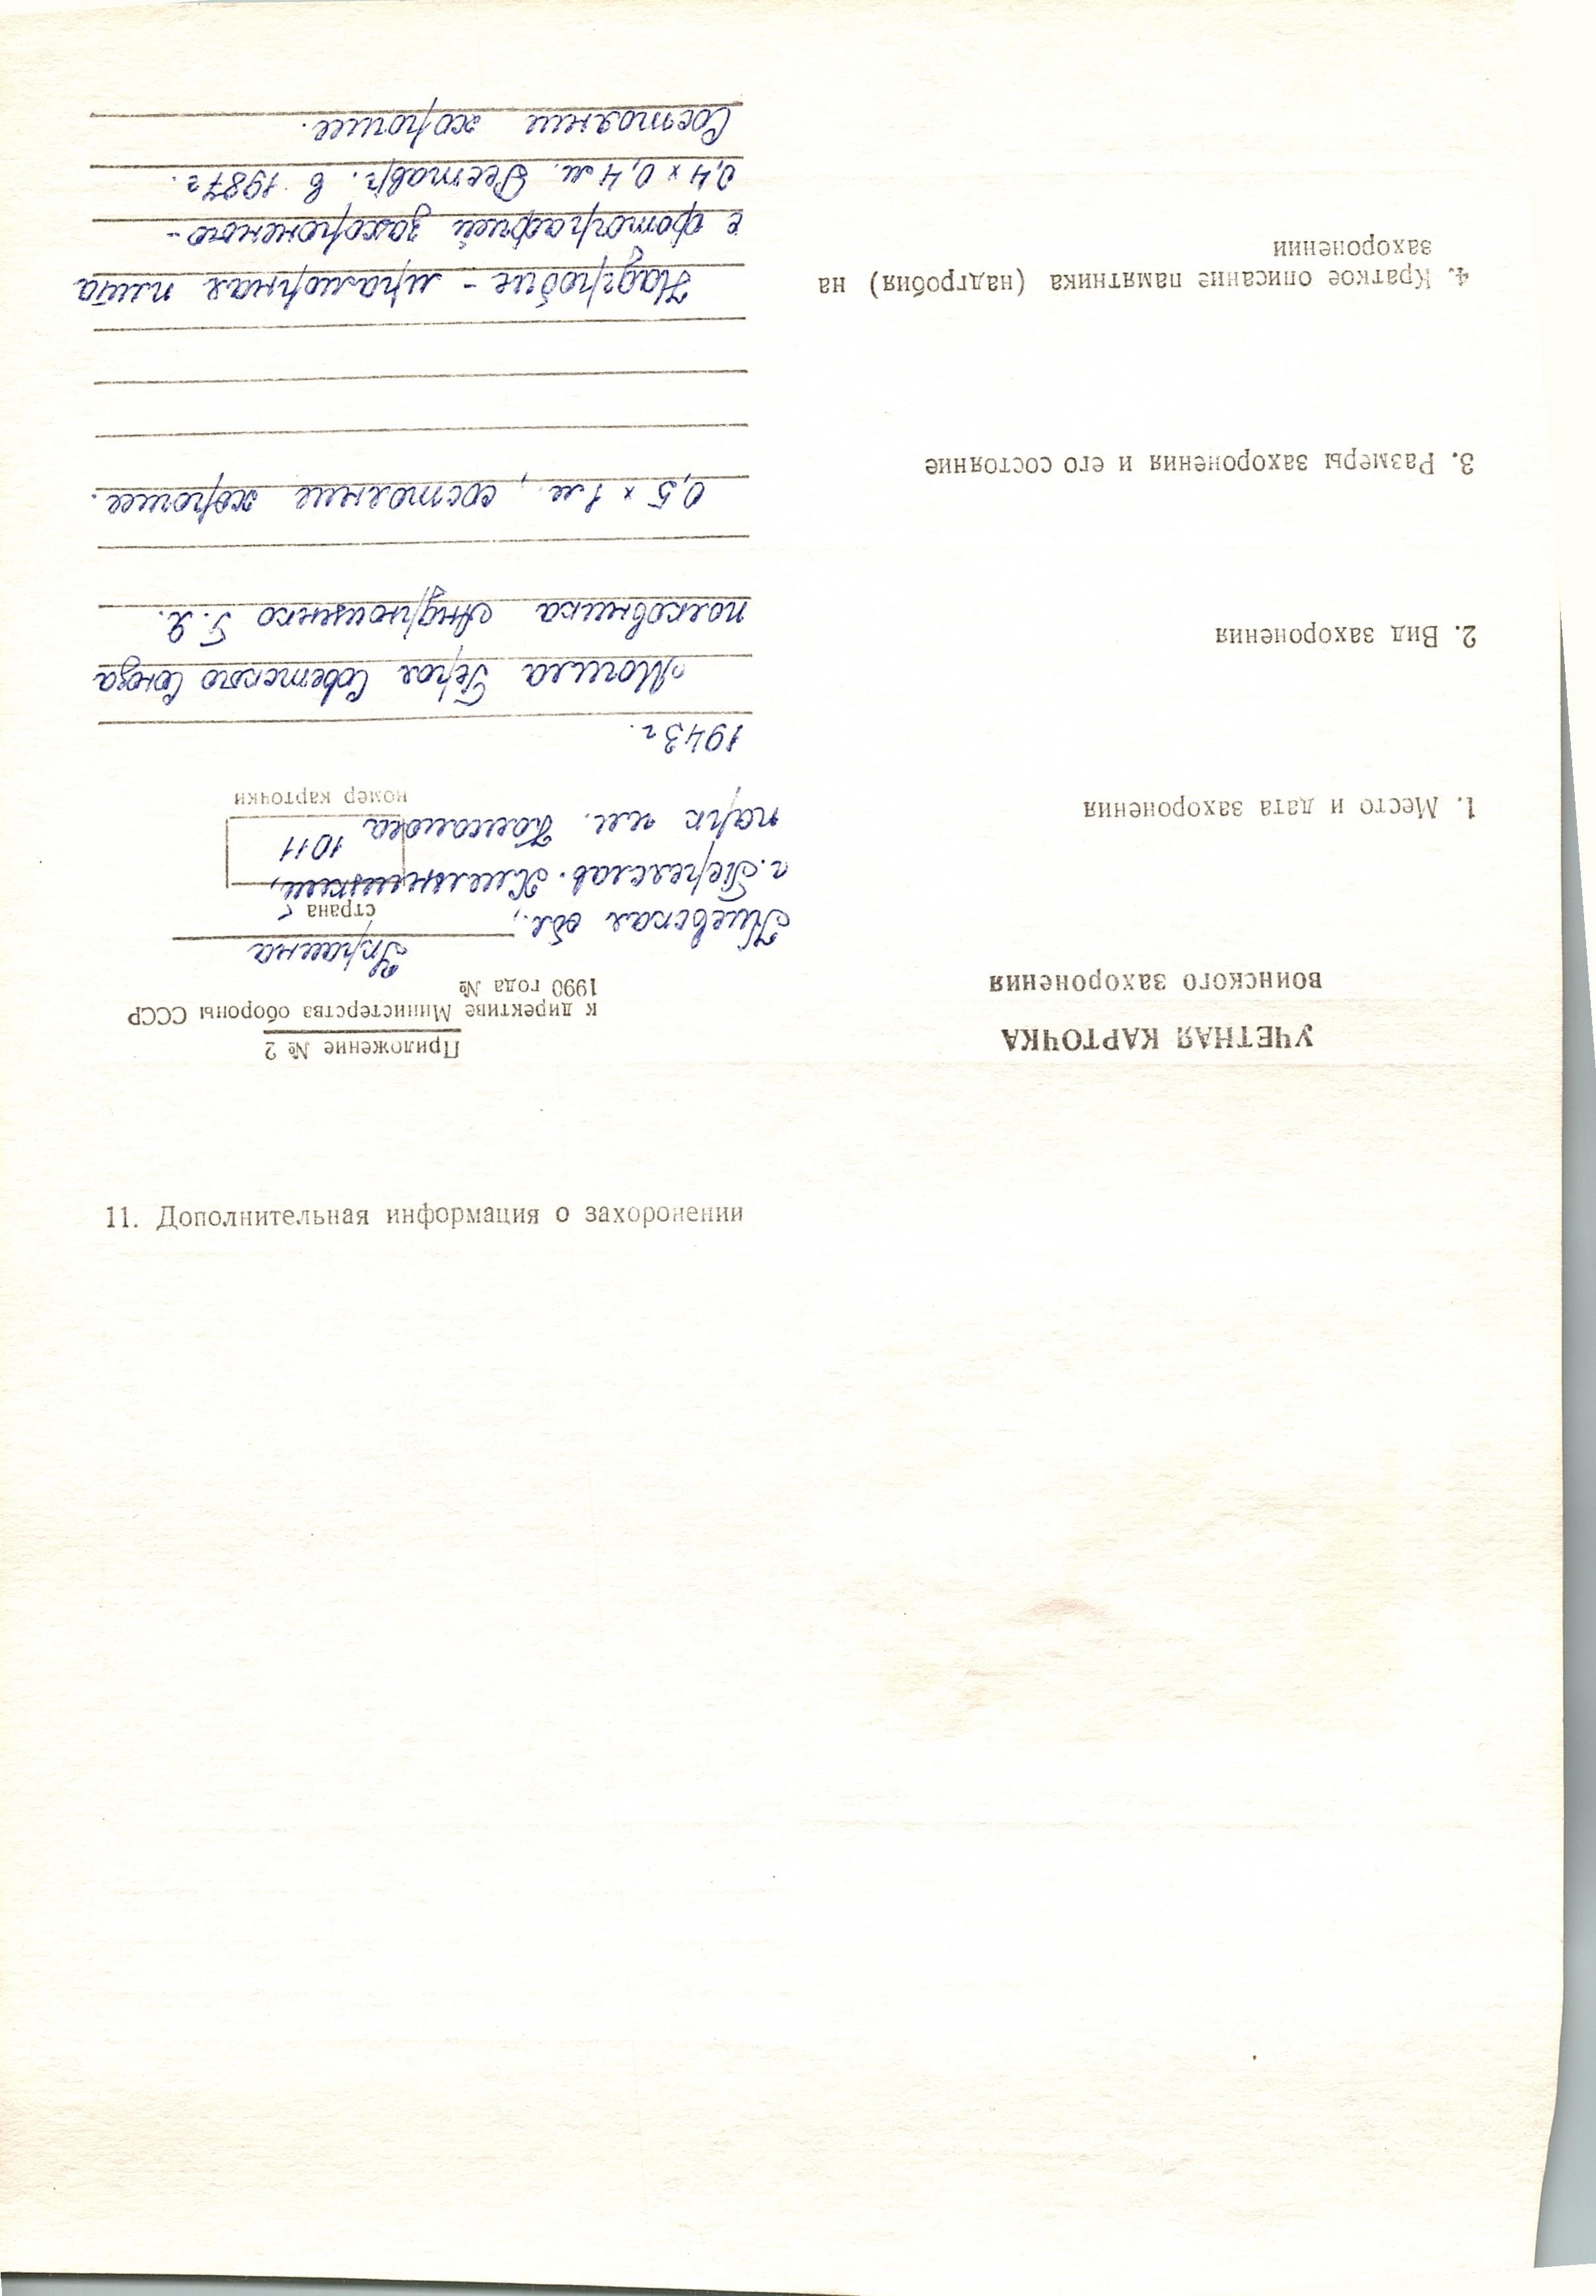 Приложение № 2
к директиве Министерства обороны СССР
1990 года №
УЧЕТНАЯ КАРТОЧКА
воинского захоронения
Украина
страна
1011
номер карточки
1. Место и дата захоронения
Киевская обл.,
г. Переяслав-Хмельницкий,
парк им. Комсомола
1943 г.
2. Вид захоронения
Могила Героя Советского Союза
полковника Андрющенко Г. Я.
3. Размеры захоронения и его состояние
0,5 × 1 м, состояние хорошее.
4. Краткое описание памятника (надгробия) на
захоронении
Надгробие - мраморная плита
с фотографией захороненого -
0,4 × 0,4 м. Реставр. в 1987 г.
Состояние хорошее.
11. Дополнительная информация о захоронении